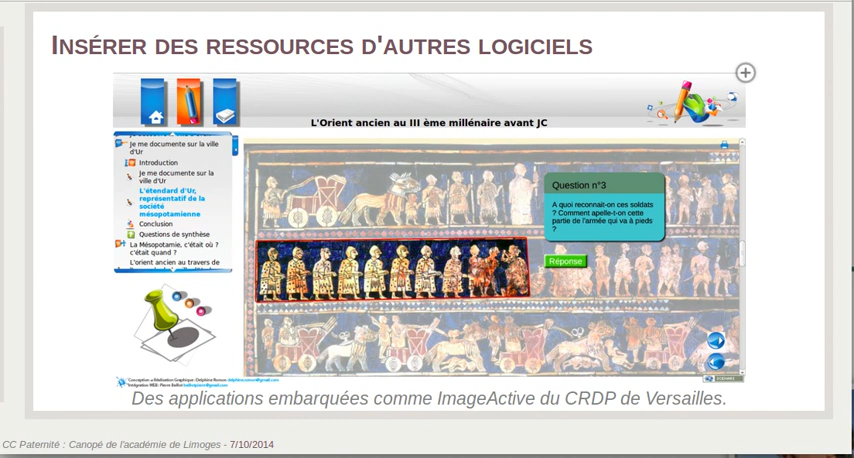 INSÉRER DES RESSOURCES D'AUTRES LOGICIELS
L'Orient ancien au III ème millénaire avant JC
Je me documente sur la ville
d'Ur
Introduction
Je me documente sur la
ville d'Ur
L'étendard d'Ur,
représentatif de la
société
mésopotamienne
Conclusion
Questions de synthèse
La Mésopotamie, c'était où ?
c'était quand ?
L'orient ancien au travers de
Question n°3
A quoi reconnait-on ces soldats
? Comment apelle-t-on cette
partie de l'armée qui va à pieds
?
Réponse
Des applications embarquées comme ImageActive du CRDP de Versailles.
CC Paternité : Canopé de l'académie de Limoges - 7/10/2014